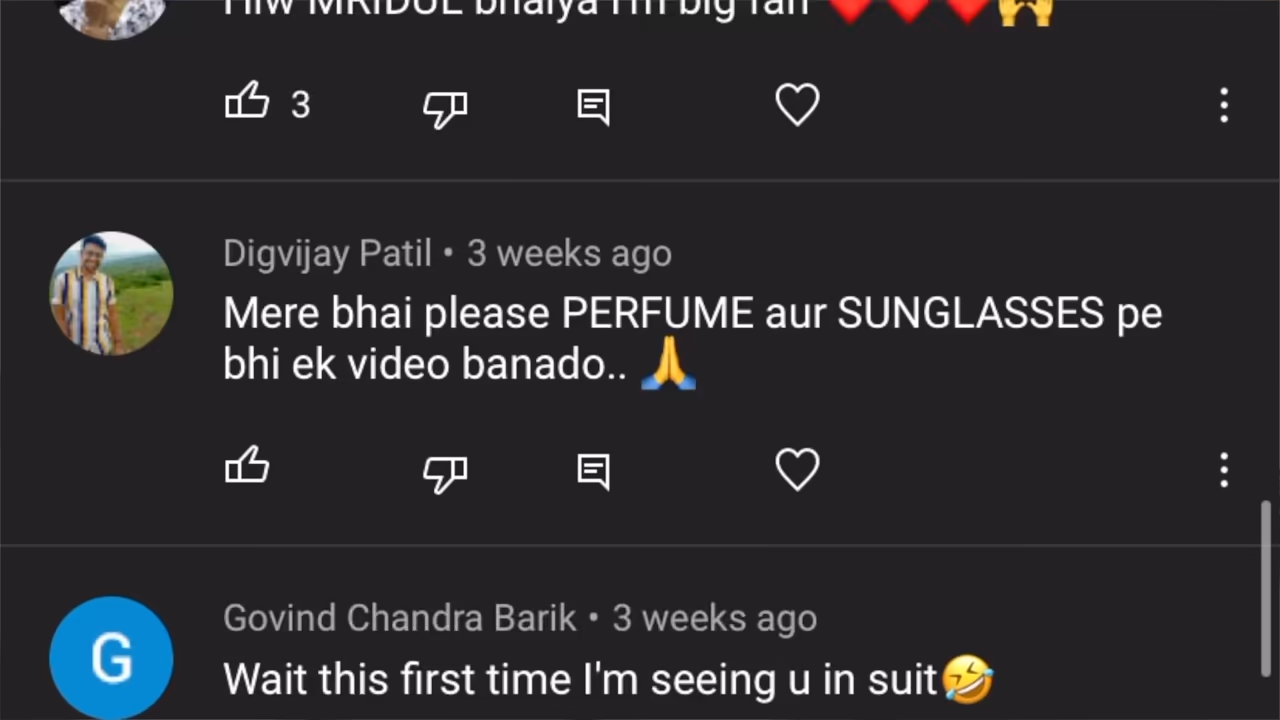 MRIDUL bhaiya I'm big fan ❤️❤️❤️🙌
3
Digvijay Patil • 3 weeks ago
Mere bhai please PERFUME aur SUNGLASSES pe
bhi ek video banado.. 🙏
G
Govind Chandra Barik • 3 weeks ago
Wait this first time I'm seeing u in suit🤣